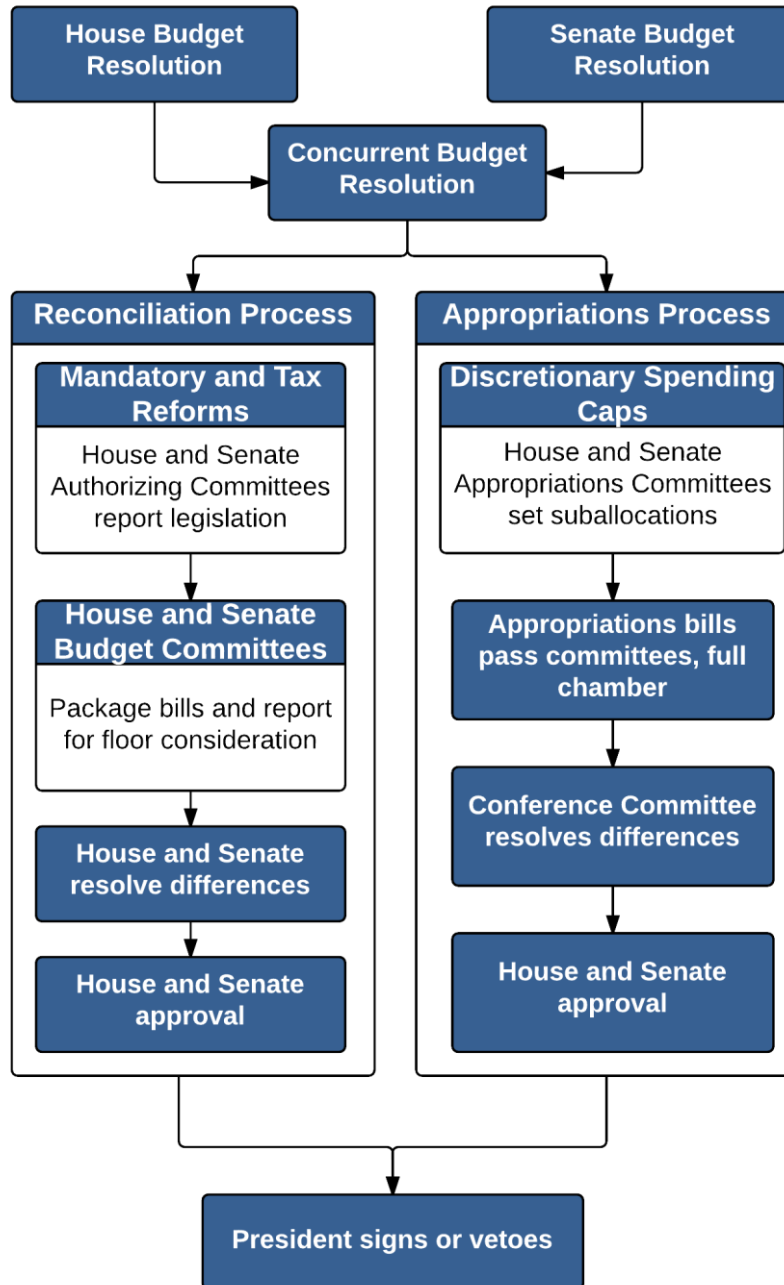 House Budget
Resolution
Senate Budget
Resolution
Concurrent Budget
Resolution
Reconciliation Process
Mandatory and Tax
Reforms
House and Senate
Authorizing Committees
report legislation
House and Senate
Budget Committees
Package bills and report
for floor consideration
House and Senate
resolve differences
House and Senate
approval
Appropriations Process
Discretionary Spending
Caps
House and Senate
Appropriations Committees
set suballocations
Appropriations bills
pass committees, full
chamber
Conference Committee
resolves differences
House and Senate
approval
President signs or vetoes